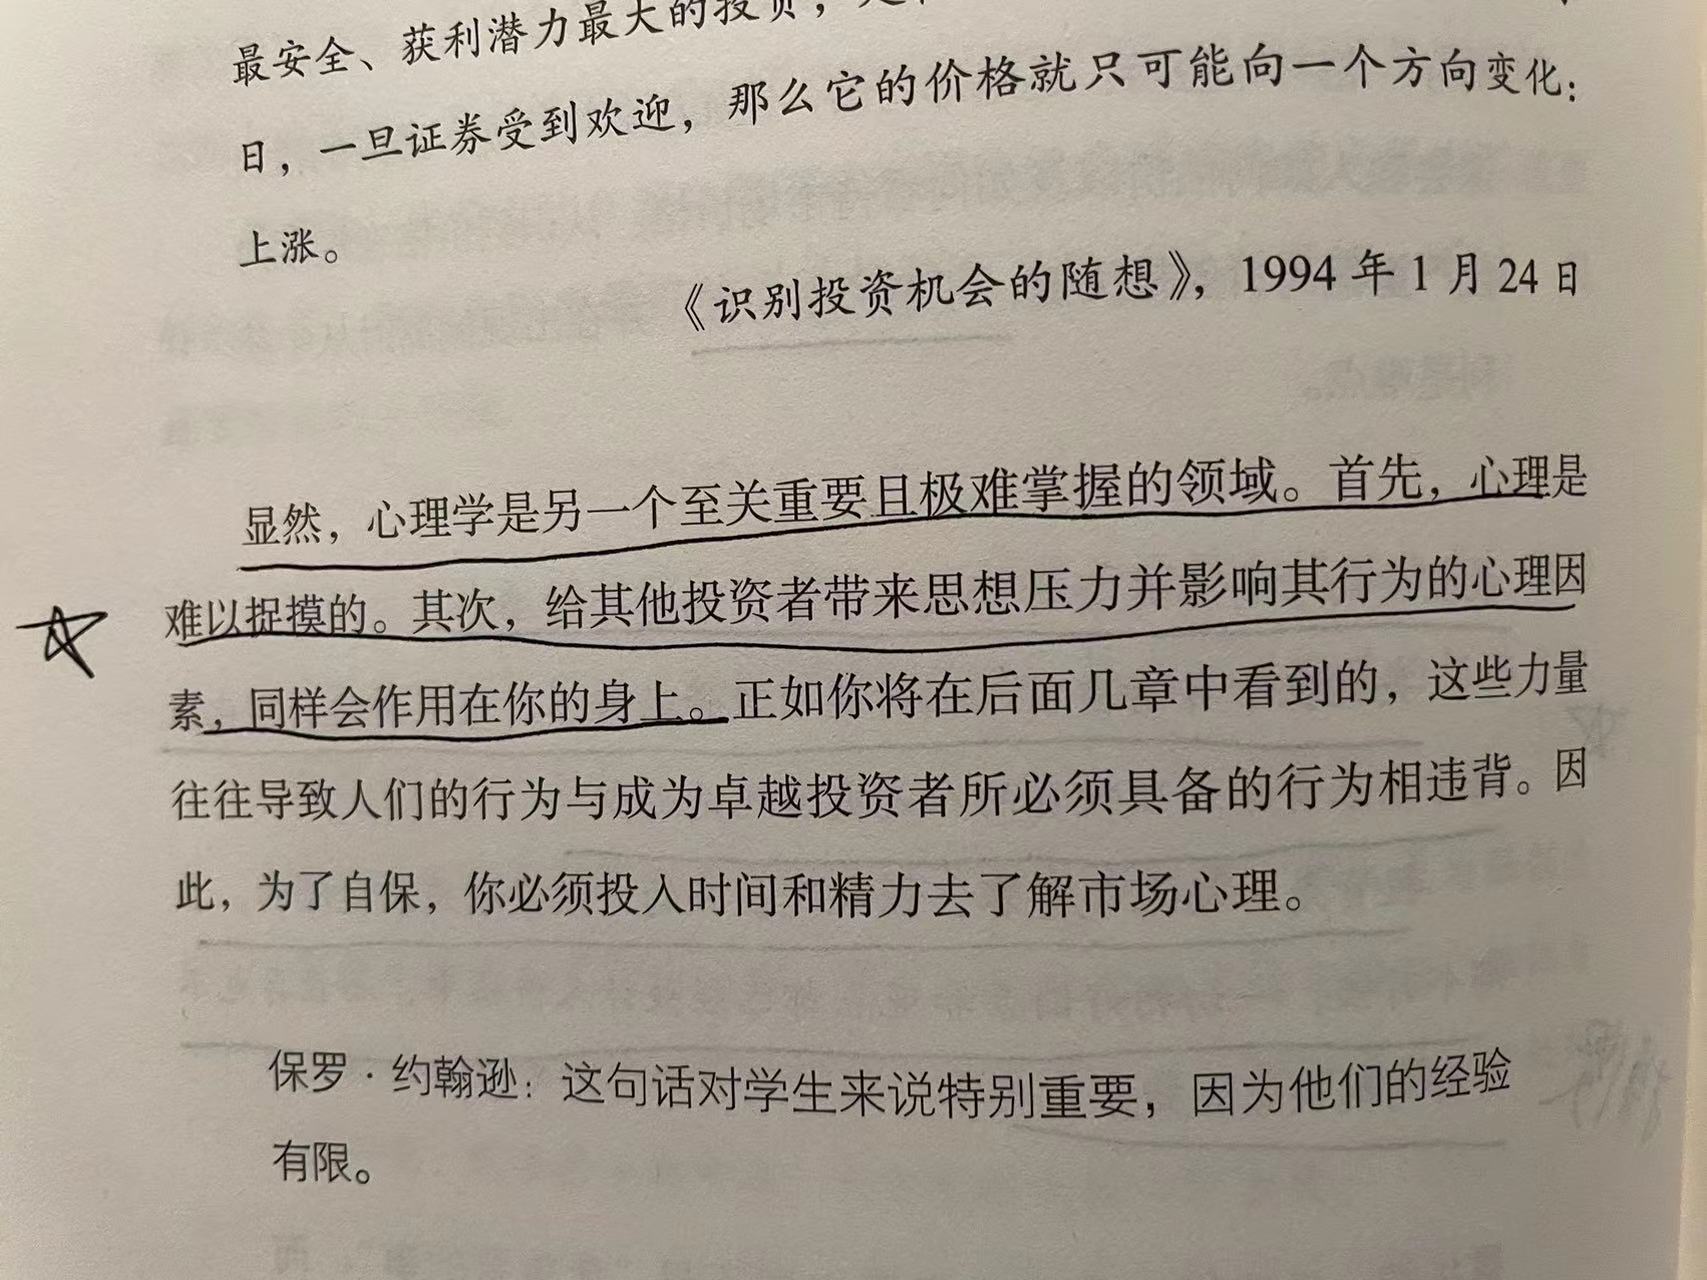 最安全、获利潜力最大的投资，
日，一旦证券受到欢迎，那么它的价格就只可能向一个方向变化：
上涨。
《识别投资机会的随想》，1994 年 1 月 24 日
显然，心理学是另一个至关重要且极难掌握的领域。首先，心理是
难以捉摸的。其次，给其他投资者带来思想压力并影响其行为的心理因
素，同样会作用在你的身上。正如你将在后面几章中看到的，这些力量
往往导致人们的行为与成为卓越投资者所必须具备的行为相违背。因
此，为了自保，你必须投入时间和精力去了解市场心理。
保罗·约翰逊：这句话对学生来说特别重要，因为他们的经验
有限。